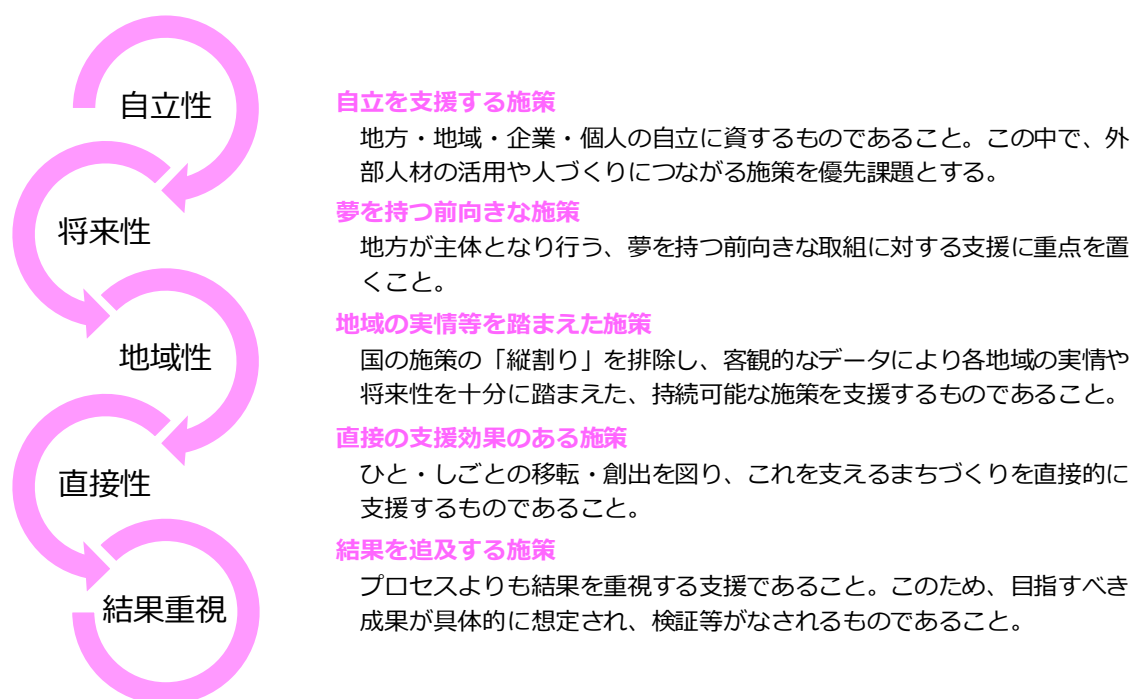 自立性
自立を支援する施策
地方・地域・企業・個人の自立に資するものであること。この中で、外
部人材の活用や人づくりにつながる施策を優先課題とする。
将来性
夢を持つ前向きな施策
地方が主体となり行う、夢を持つ前向きな取組に対する支援に重点を置
くこと。
地域性
地域の実情等を踏まえた施策
国の施策の「縦割り」を排除し、客観的なデータにより各地域の実情や
将来性を十分に踏まえた、持続可能な施策を支援するものであること。
直接性
直接の支援効果のある施策
ひと・しごとの移転・創出を図り、これを支えるまちづくりを直接的に
支援するものであること。
結果重視
結果を追及する施策
プロセスよりも結果を重視する支援であること。このため、目指すべき
成果が具体的に想定され、検証等がなされるものであること。